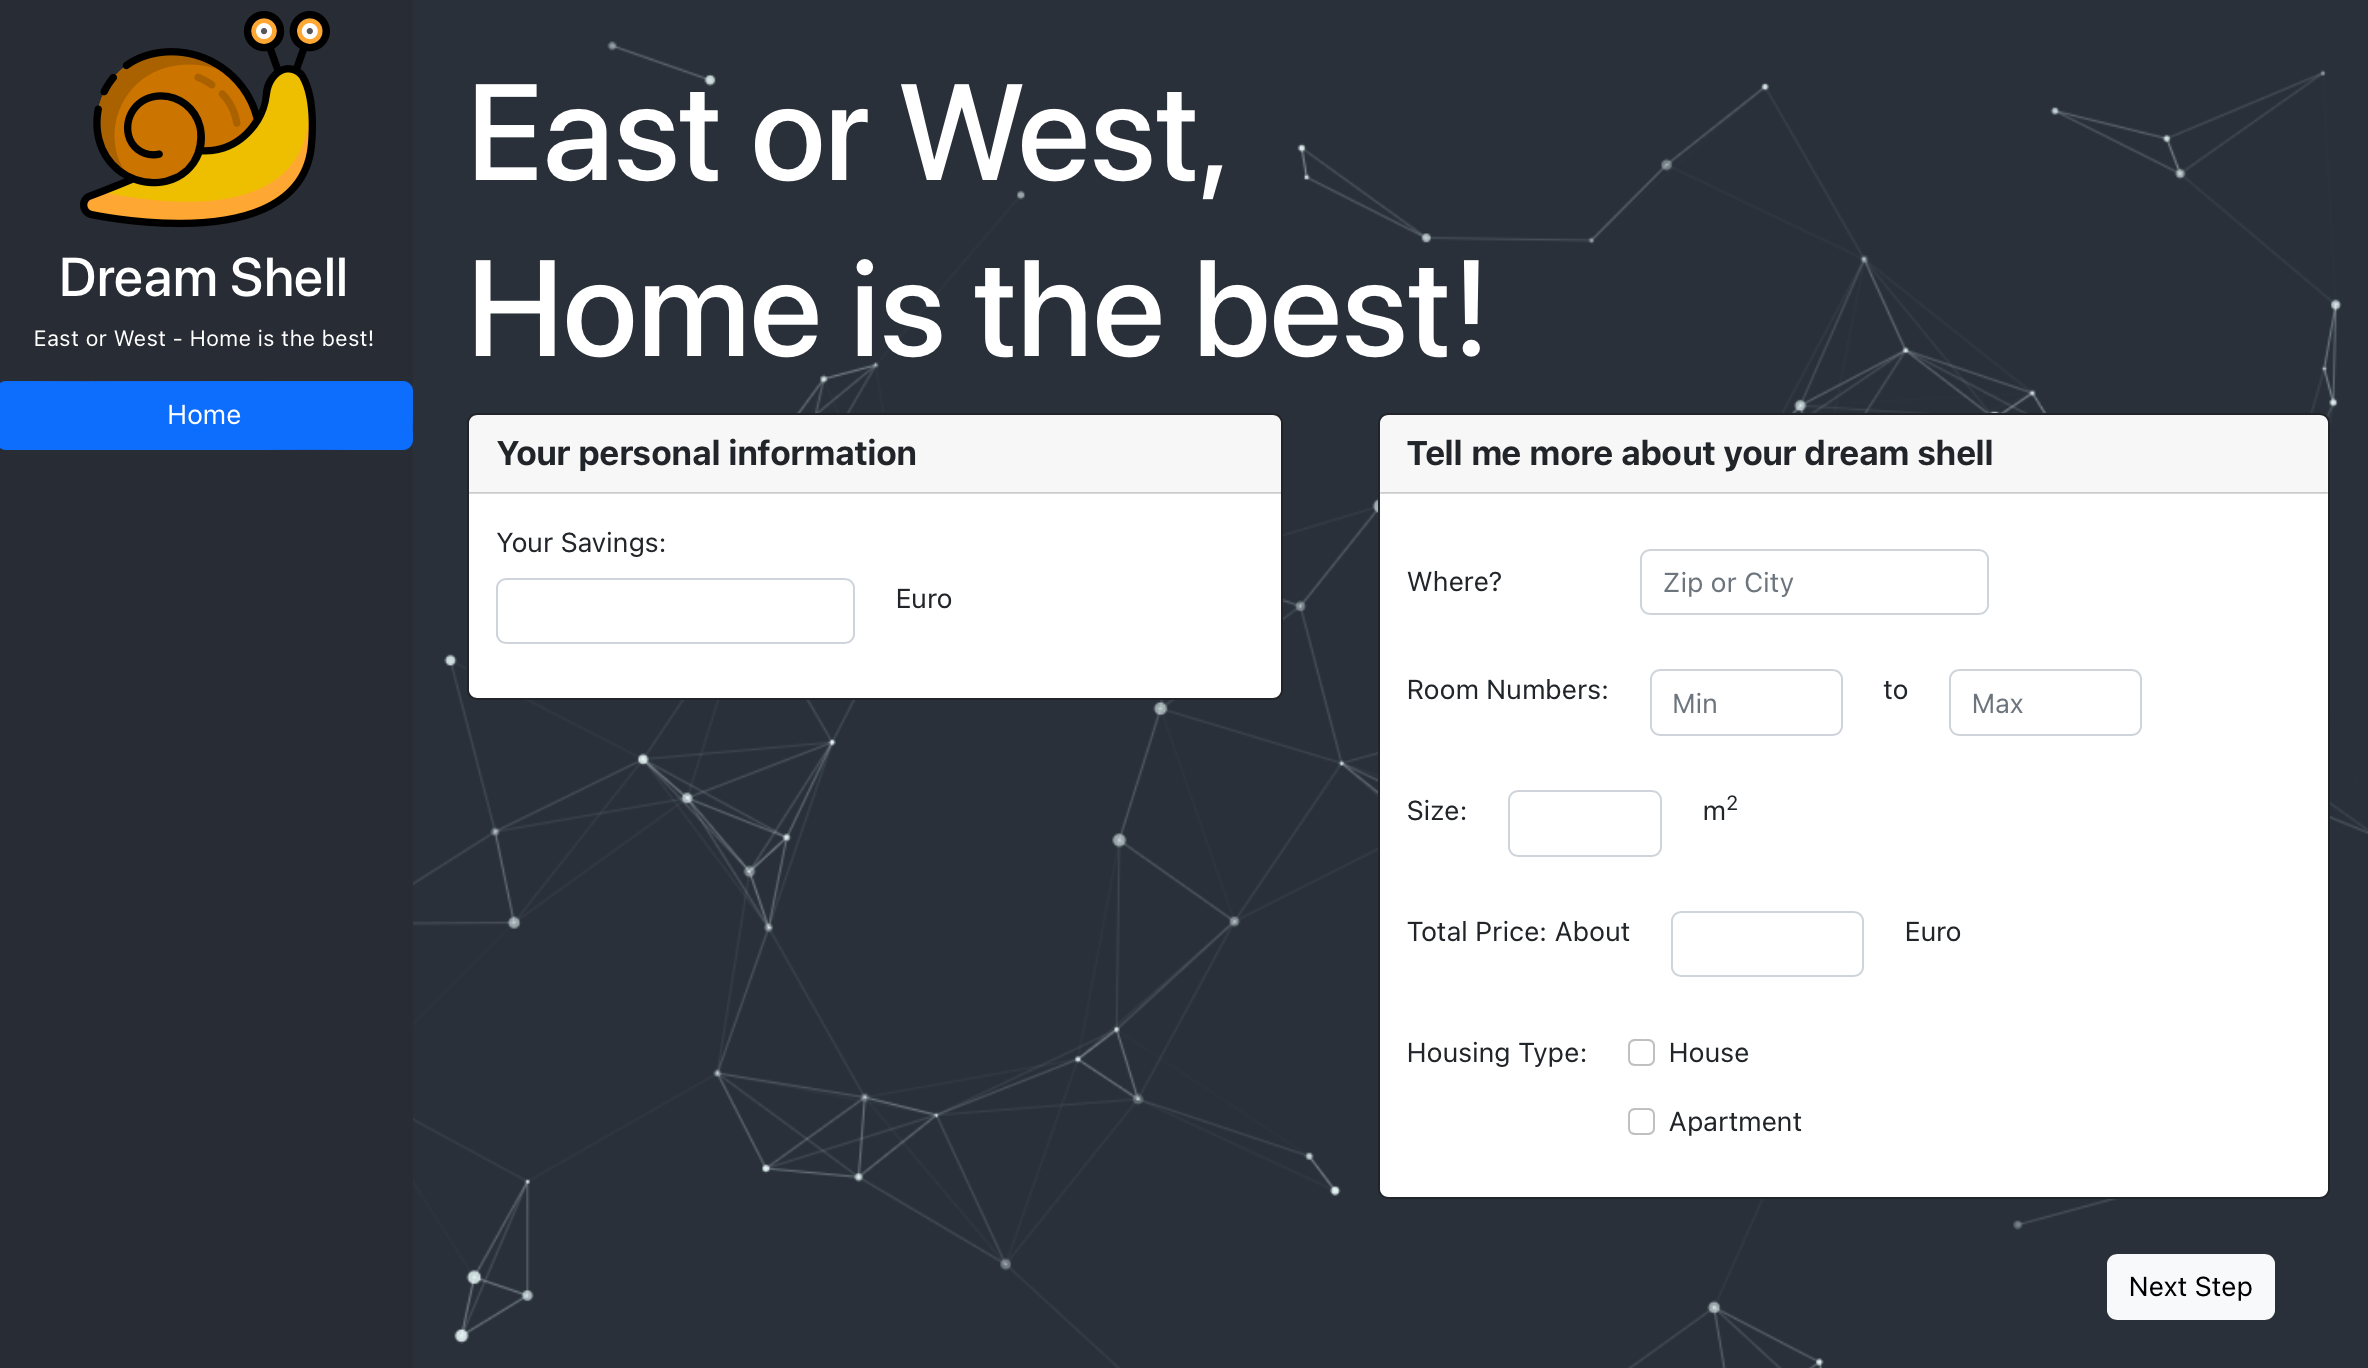 Dream Shell
East or West - Home is the best!
Home
East or West,
Home is the best!
Your personal information
Your Savings:
Euro
Tell me more about your dream shell
Where? Zip or City
Room Numbers: Min to Max
Size: m²
Total Price: About Euro
Housing Type: House
Apartment
Next Step